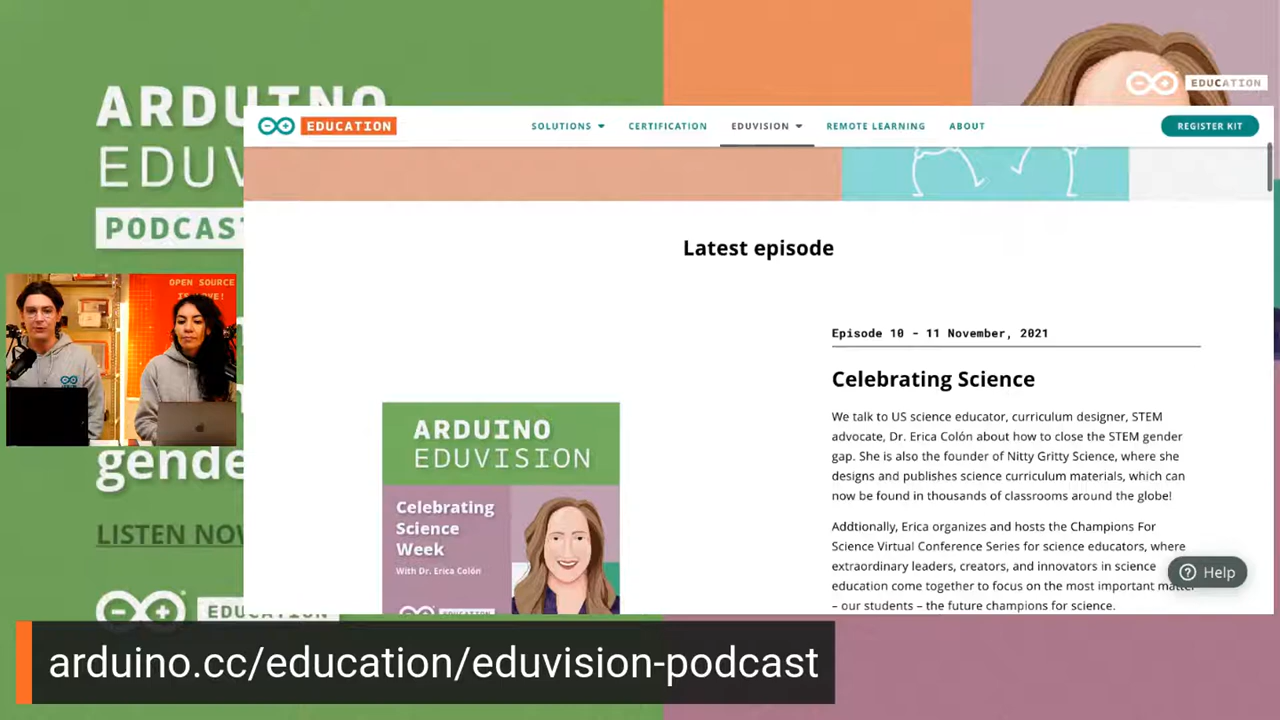 ARDUINO
EDUV
PODCAST
gende
LISTEN NOW
EDUCATION
EDUCATION
EDUCATION
SOLUTIONS
CERTIFICATION
EDUVISION
REMOTE LEARNING
ABOUT
REGISTER KIT
OPEN SOURCE
IS LOVE!
Latest episode
Episode 10 - 11 November, 2021
Celebrating Science
We talk to US science educator, curriculum designer, STEM
advocate, Dr. Erica Colón about how to close the STEM gender
gap. She is also the founder of Nitty Gritty Science, where she
designs and publishes science curriculum materials, which can
now be found in thousands of classrooms around the globe!
Addtionally, Erica organizes and hosts the Champions For
Science Virtual Conference Series for science educators, where
extraordinary leaders, creators, and innovators in science
education come together to focus on the most important matter
– our students – the future champions for science.
Help
ARDUINO
EDUVISION
Celebrating
Science
Week
With Dr. Erica Colón
EDUCATION
arduino.cc/education/eduvision-podcast